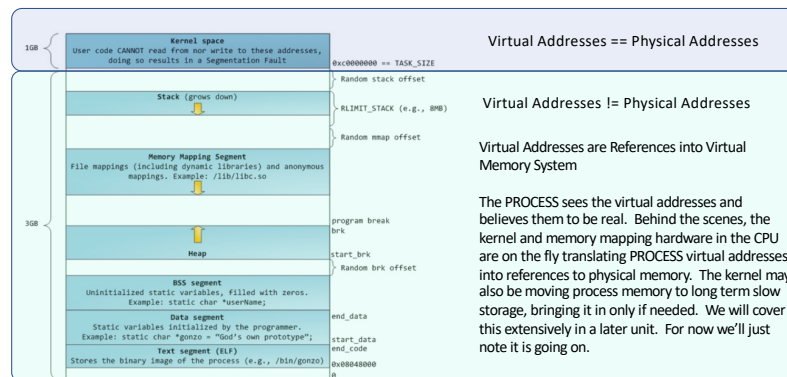 1GB
Kernel space
User code CANNOT read from nor write to these addresses,
doing so results in a Segmentation Fault
0xc0000000 == TASK_SIZE
Random stack offset
Stack (grows down)
RLIMIT_STACK (e.g., 8MB)
Random mmap offset
Memory Mapping Segment
File mappings (including dynamic libraries) and anonymous
mappings. Example: /lib/libc.so
3GB
program break
brk
Heap
start_brk
Random brk offset
BSS segment
Uninitialized static variables, filled with zeros.
Example: static char *userName;
Data segment
Static variables initialized by the programmer.
Example: static char *gonzo = "God's own prototype";
end_data
start_data
end_code
Text segment (ELF)
Stores the binary image of the process (e.g., /bin/gonzo)
0x08048000
0
Virtual Addresses == Physical Addresses
Virtual Addresses != Physical Addresses
Virtual Addresses are References into Virtual
Memory System
The PROCESS sees the virtual addresses and
believes them to be real. Behind the scenes, the
kernel and memory mapping hardware in the CPU
are on the fly translating PROCESS virtual addresses
into references to physical memory. The kernel may
also be moving process memory to long term slow
storage, bringing it in only if needed. We will cover
this extensively in a later unit. For now we'll just
note it is going on.